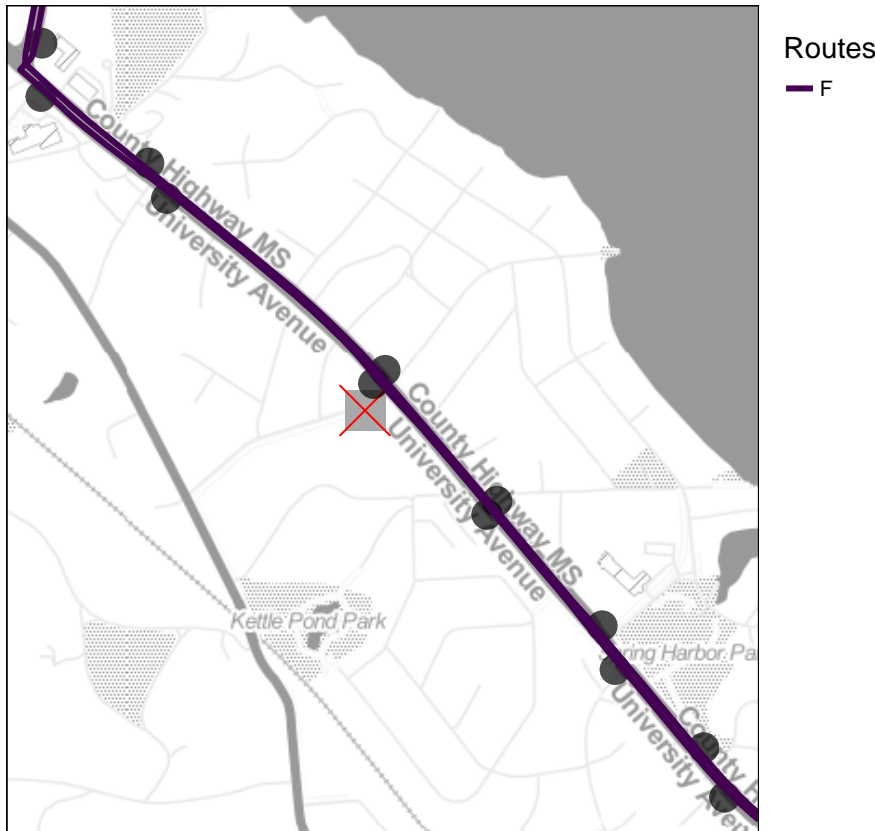 Routes
F
County Highway MS
University Avenue
County Highway MS
University Avenue
Kettle Pond Park
Spring Harbor Pa
County H
University Aven